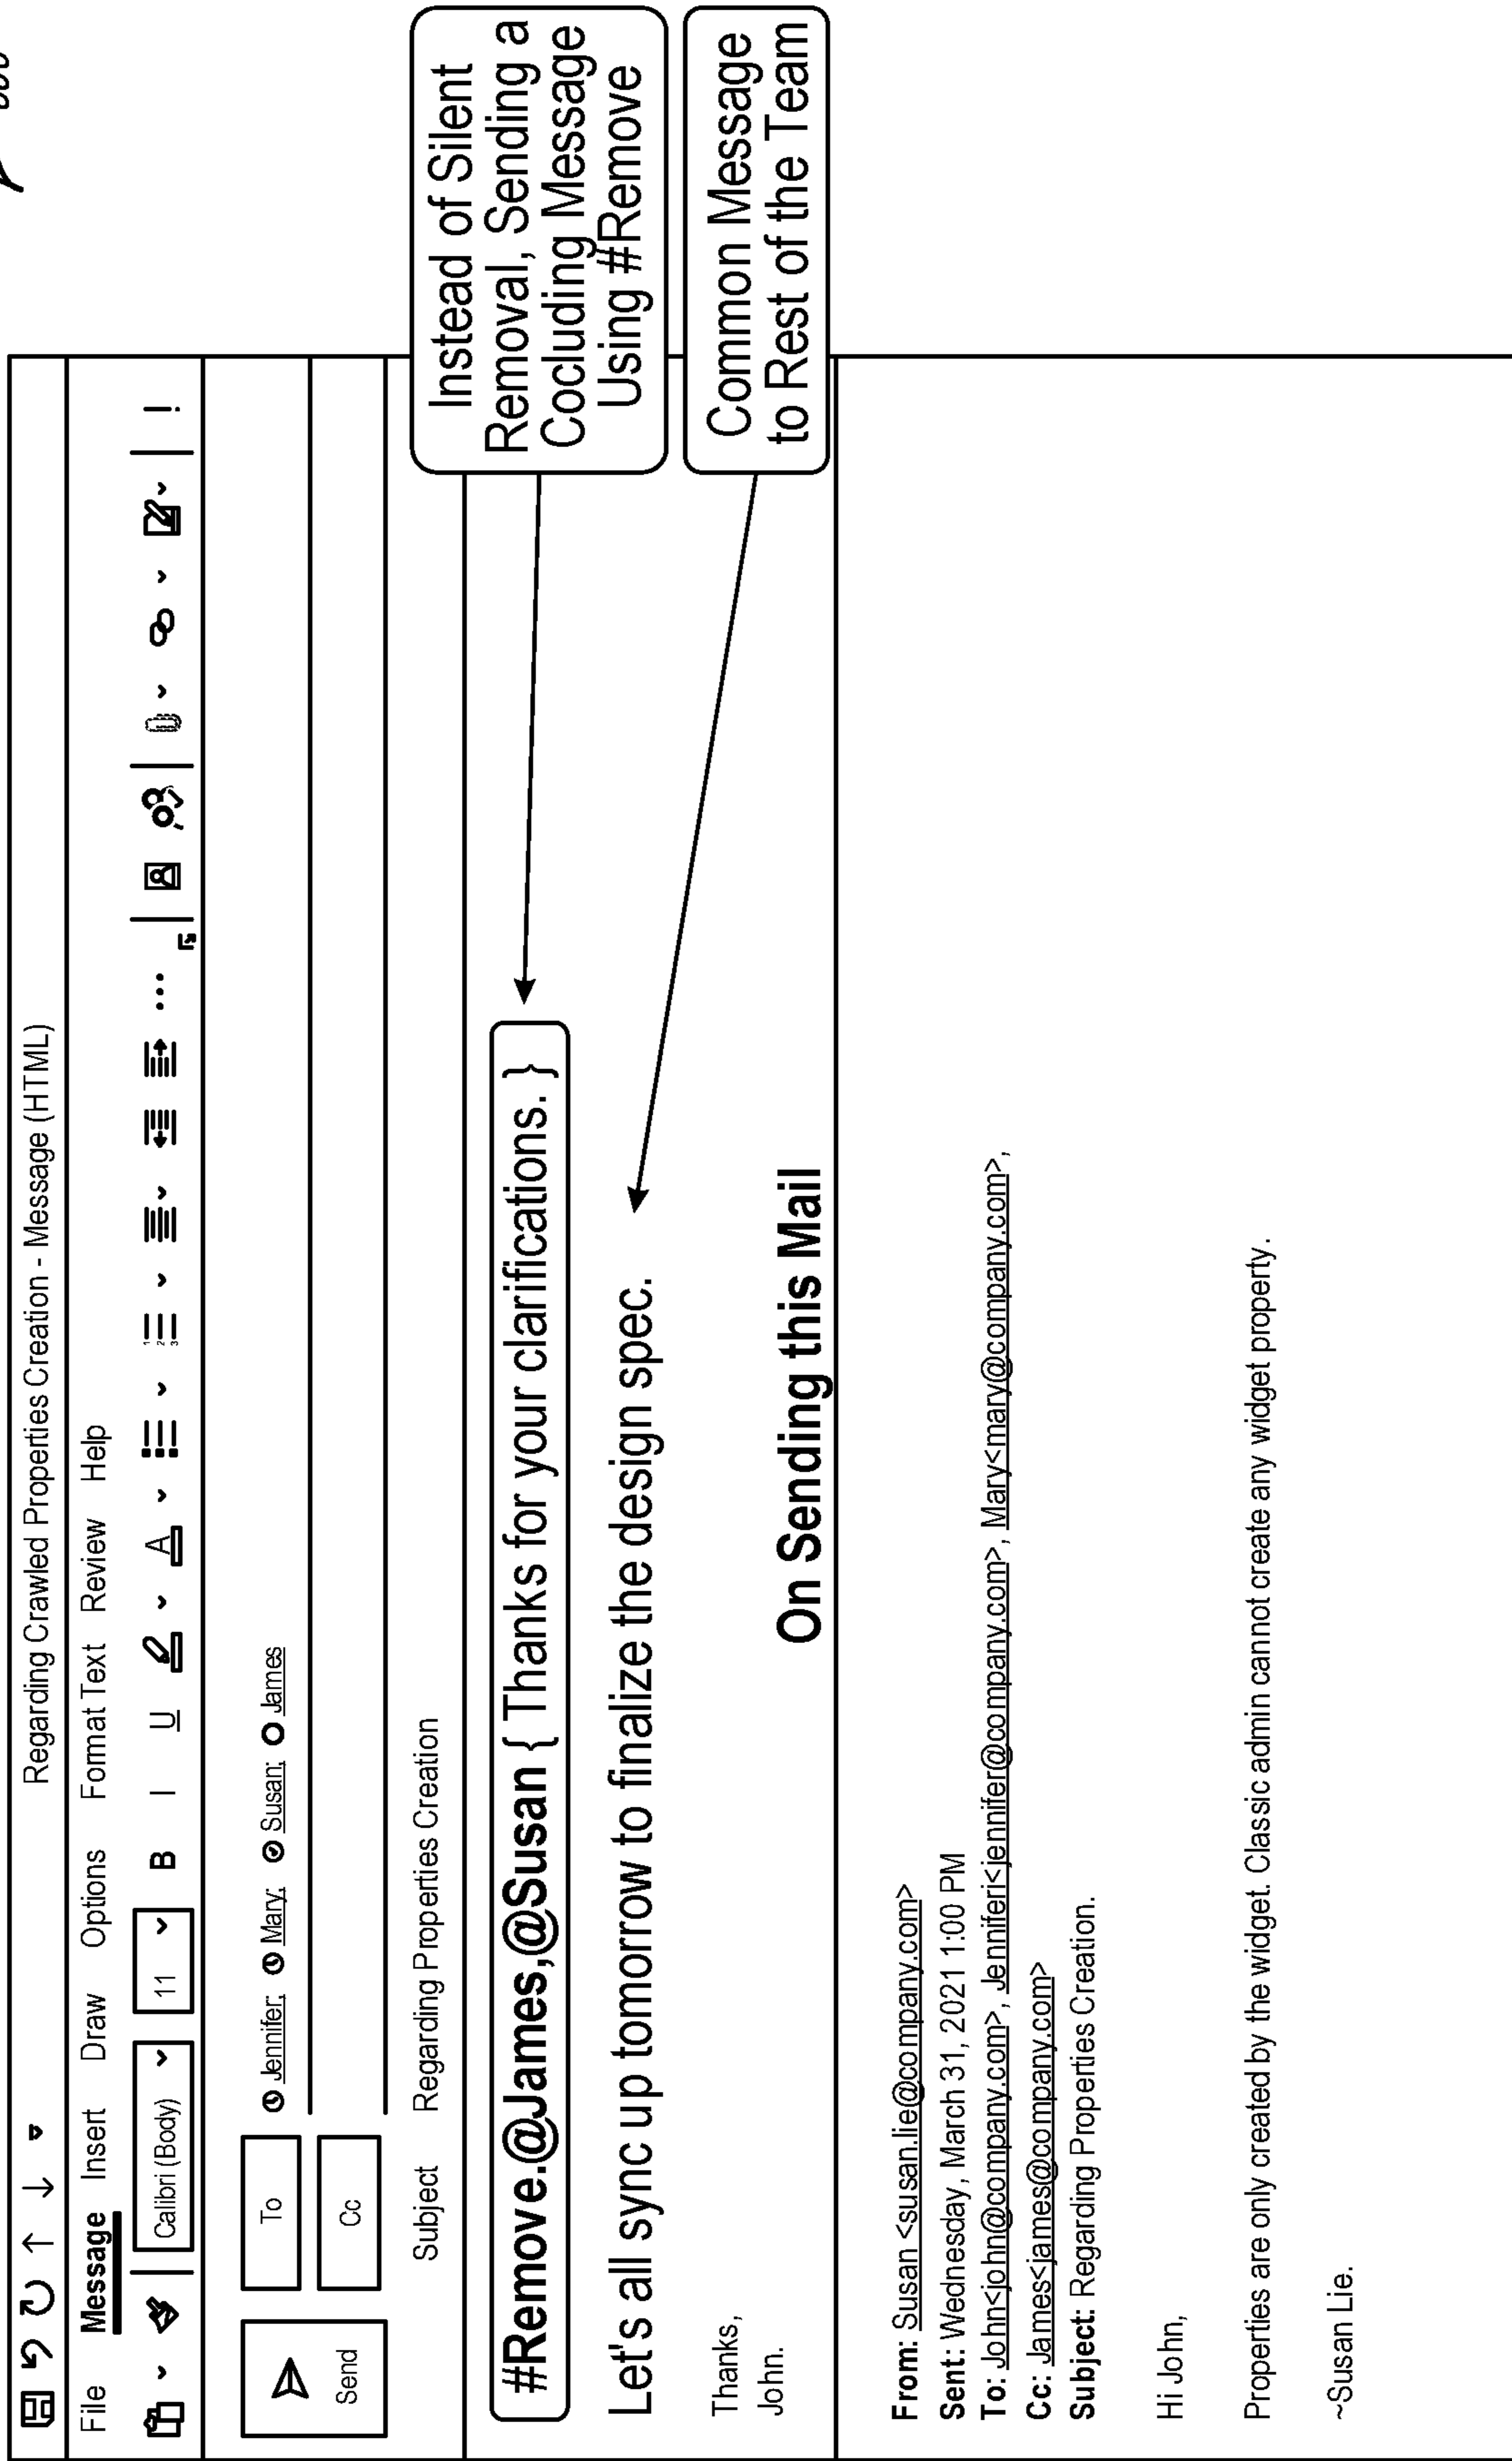 Regarding Crawled Properties Creation - Message (HTML)
File Message Insert Draw Options Format Text Review Help
Calibri (Body) 11 B I U A
Send
To Jennifer; Mary; Susan; James
Cc
Subject Regarding Properties Creation
#Remove.@James,@Susan { Thanks for your clarifications. }
Let's all sync up tomorrow to finalize the design spec.
Thanks,
John.
On Sending this Mail
Instead of Silent
Removal, Sending a
Cocluding Message
Using #Remove
Common Message
to Rest of the Team
From: Susan <susan.lie@company.com>
Sent: Wednesday, March 31, 2021 1:00 PM
To: John<john@company.com>, Jenniferi<jennifer@company.com>, Mary<mary@company.com>,
Cc: James<james@company.com>
Subject: Regarding Properties Creation.
Hi John,
Properties are only created by the widget. Classic admin cannot create any widget property.
~Susan Lie.